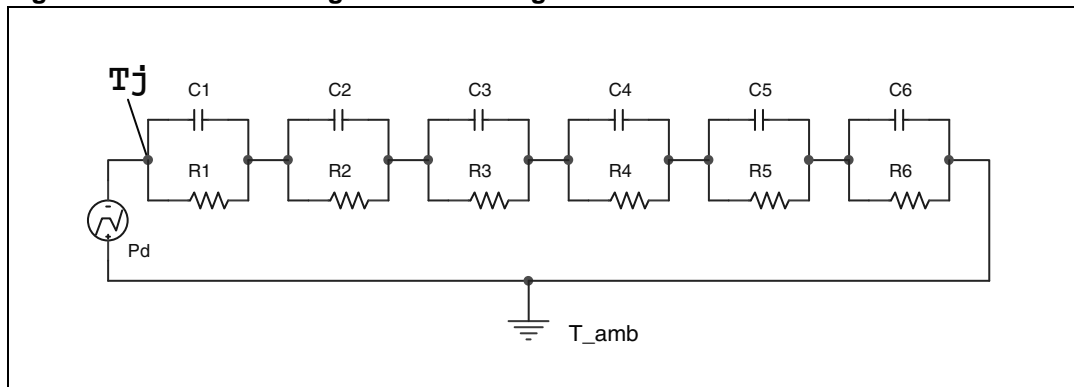 Tj
C1 C2 C3 C4 C5 C6
R1 R2 R3 R4 R5 R6
-
+
Pd
T_amb